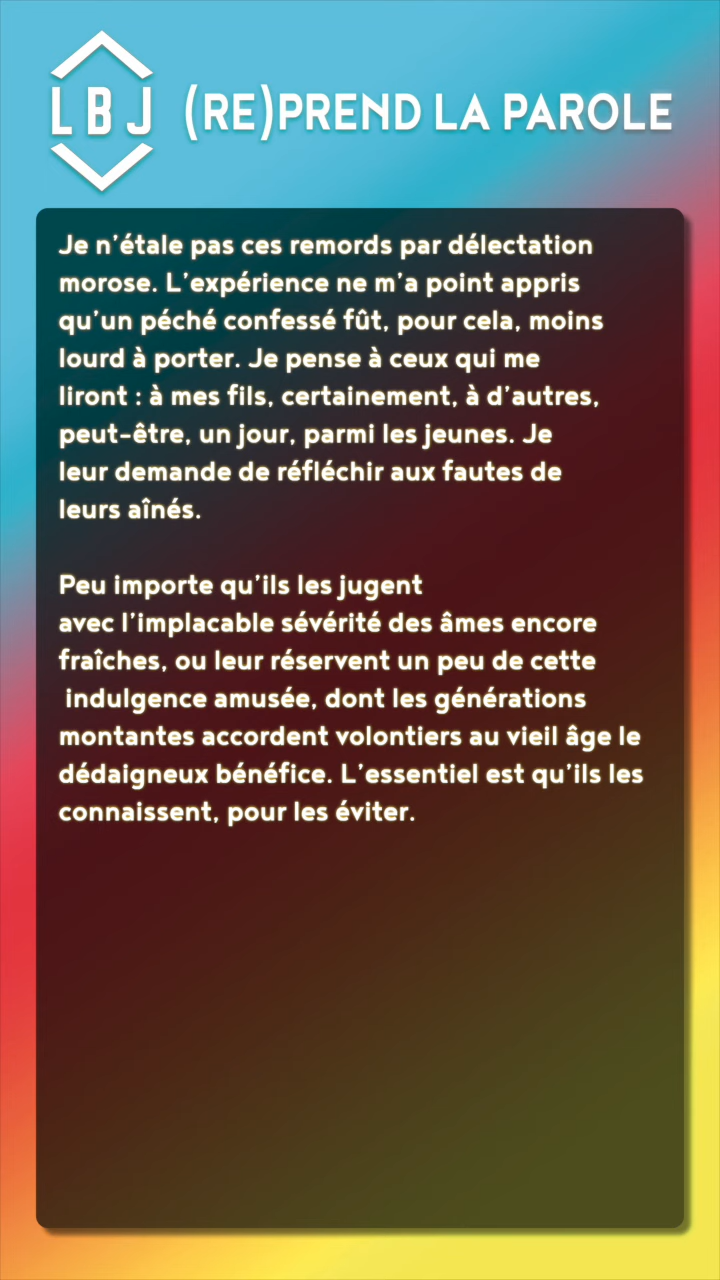 LBJ (RE)PREND LA PAROLE
Je n'étale pas ces remords par délectation
morose. L'expérience ne m'a point appris
qu'un péché confessé fût, pour cela, moins
lourd à porter. Je pense à ceux qui me
liront : à mes fils, certainement, à d'autres,
peut-être, un jour, parmi les jeunes. Je
leur demande de réfléchir aux fautes de
leurs aînés.
Peu importe qu'ils les jugent
avec l'implacable sévérité des âmes encore
fraîches, ou leur réservent un peu de cette
indulgence amusée, dont les générations
montantes accordent volontiers au vieil âge le
dédaigneux bénéfice. L'essentiel est qu'ils les
connaissent, pour les éviter.